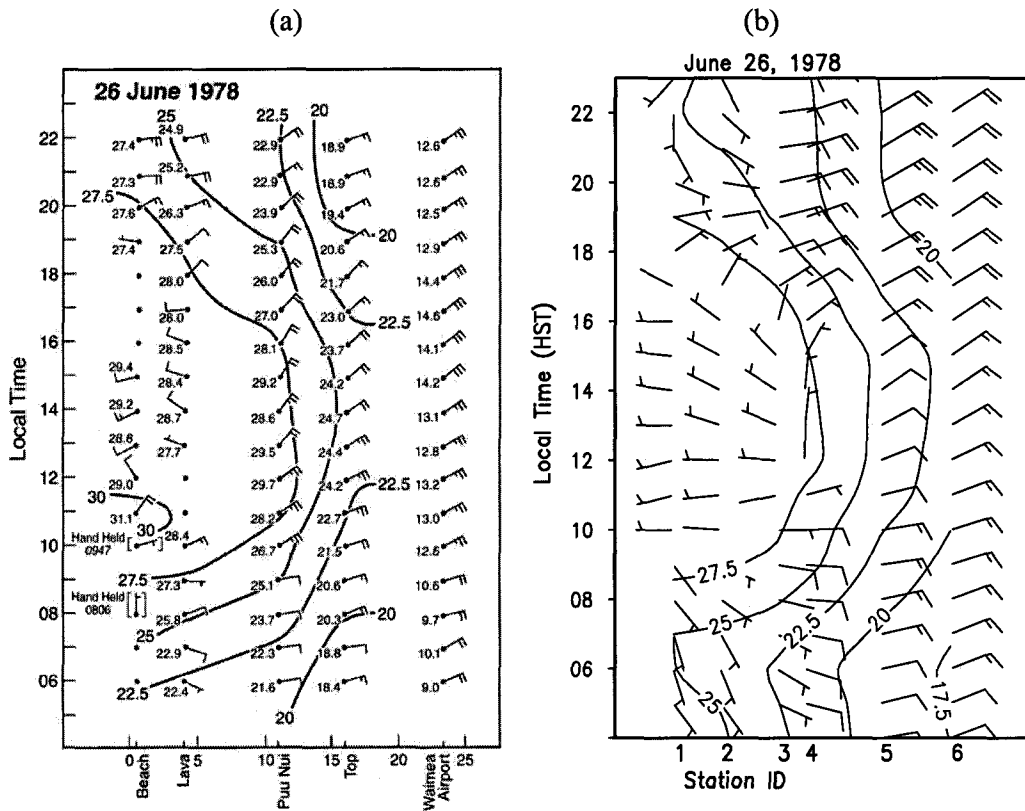 (a)
26 June 1978
Local Time
22
20
18
16
14
12
10
08
06
25 22.5 20
24.9
27.4 22.9 18.9 12.6
25.2
27.3 22.9 18.9 12.6
27.5
27.6 26.3 23.9 19.4 12.5
20
27.4 27.5 25.3 20.6 12.9
28.0 26.0 21.7 14.4
28.0 27.0 23.0 22.5 14.6
28.5 28.1 23.7 14.1
29.4 28.4 29.2 24.2 14.2
29.2 28.7 28.6 24.7 13.1
28.8 27.7 29.5 24.4 12.8
29.0 29.7 24.2 22.5 13.2
30
31.1 28.2 22.7 13.0
30
Hand Held
0947
28.4 26.7 21.5 12.6
27.5
27.3 25.1 20.6 10.6
Hand Held
0806
25.8 23.7 20.3 20 9.7
25
22.9 22.3 18.8 10.1
22.5
22.4 21.6 18.4 9.0
20
0 5 10 15 20 25
Beach
Lava
Puu Nui
Top
Waimea
Airport
(b)
June 26, 1978
Local Time (HST)
22
20
18
16
14
12
10
08
06
20
27.5
25
22.5
20
25
17.5
1 2 3 4 5 6
Station ID